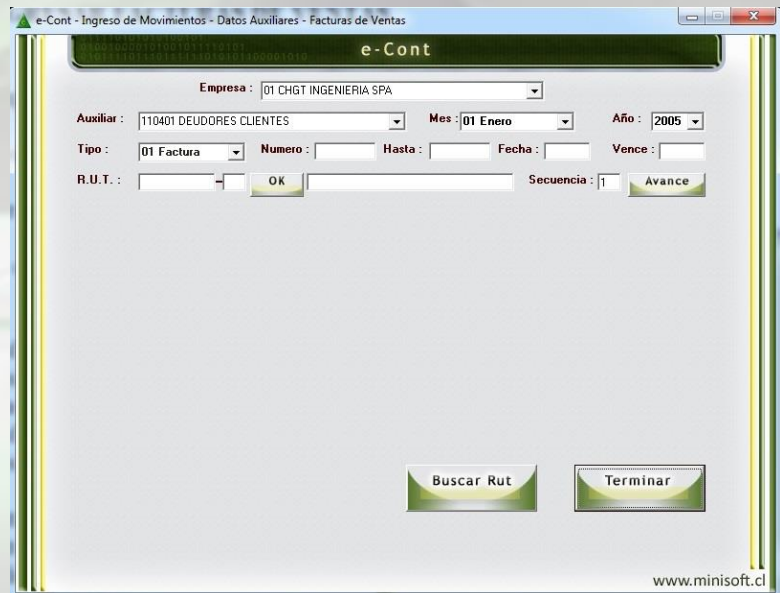 e-Cont - Ingreso de Movimientos - Datos Auxiliares - Facturas de Ventas
e-Cont
Empresa : 01 CHGT INGENIERIA SPA
Auxiliar : 110401 DEUDORES CLIENTES Mes : 01 Enero Año : 2005
Tipo : 01 Factura Numero : Hasta : Fecha : Vence :
R.U.T. : - OK Secuencia : 1 Avance
Buscar Rut Terminar
www.minisoft.cl